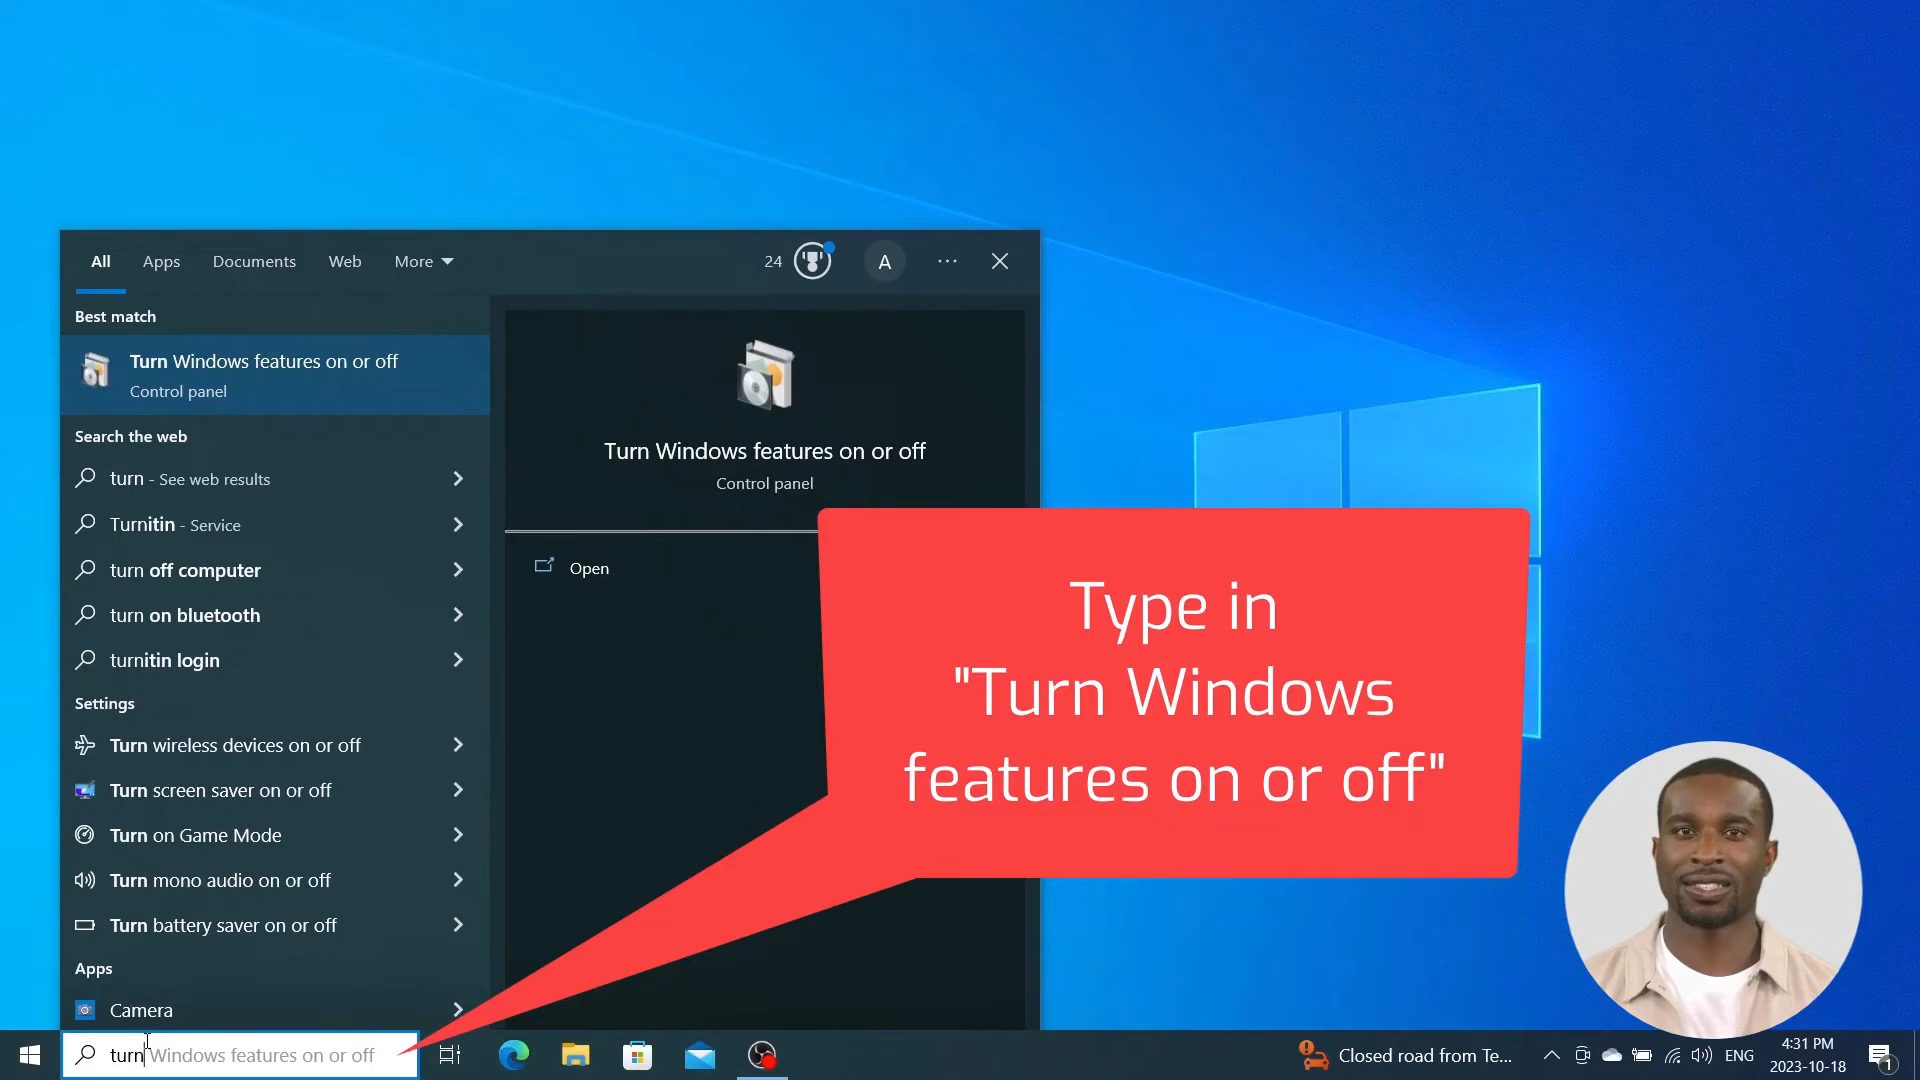 All Apps Documents Web More 24 A
Best match
Turn Windows features on or off
Control panel
Search the web
turn - See web results
Turnitin - Service
turn off computer
turn on bluetooth
turnitin login
Settings
Turn wireless devices on or off
Turn screen saver on or off
Turn on Game Mode
Turn mono audio on or off
Turn battery saver on or off
Apps
Camera
Turn Windows features on or off
Control panel
Open
Type in
"Turn Windows
features on or off"
turn Windows features on or off
Closed road from Te...
ENG
4:31 PM
2023-10-18
1